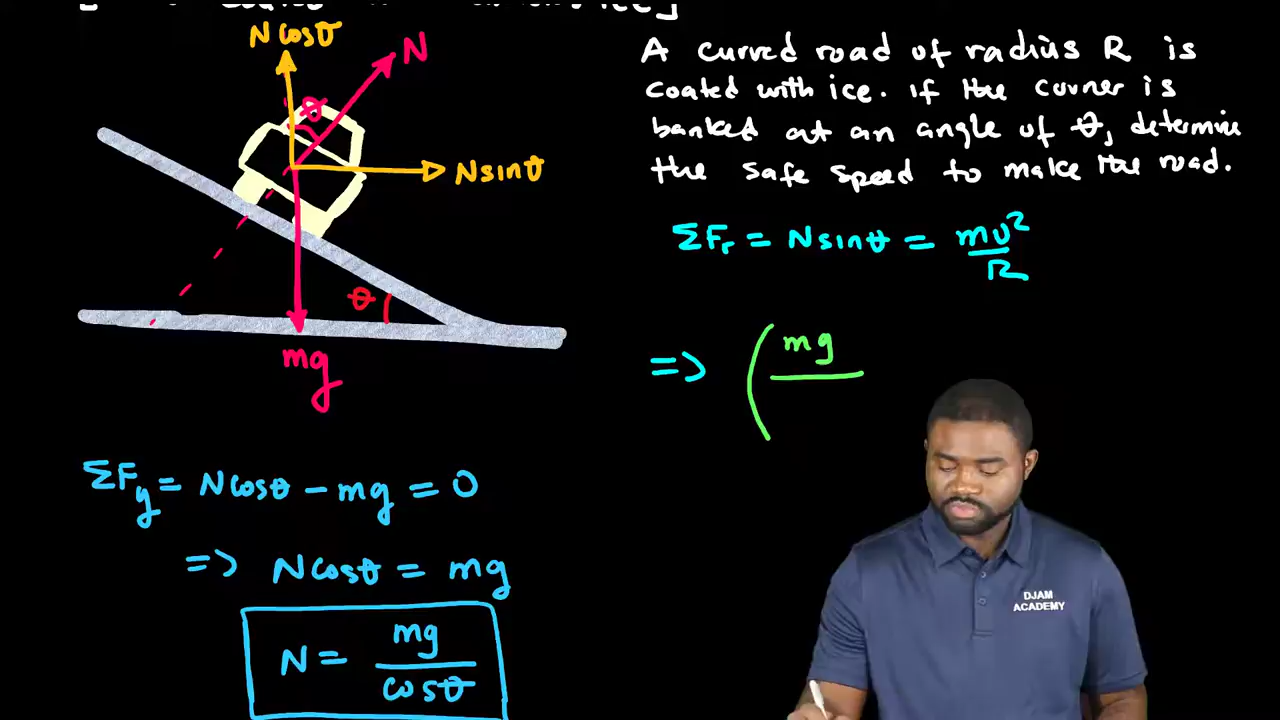 N cosθ
N
θ
N sinθ
θ
mg
ΣFy = Ncosθ - mg = 0
=> Ncosθ = mg
N = mg / cosθ
A curved road of radius R is
coated with ice. If the corner is
banked at an angle of θ, determine
the safe speed to make the road.
ΣFr = Nsinθ = mv² / R
=> ( mg
DJAM
ACADEMY